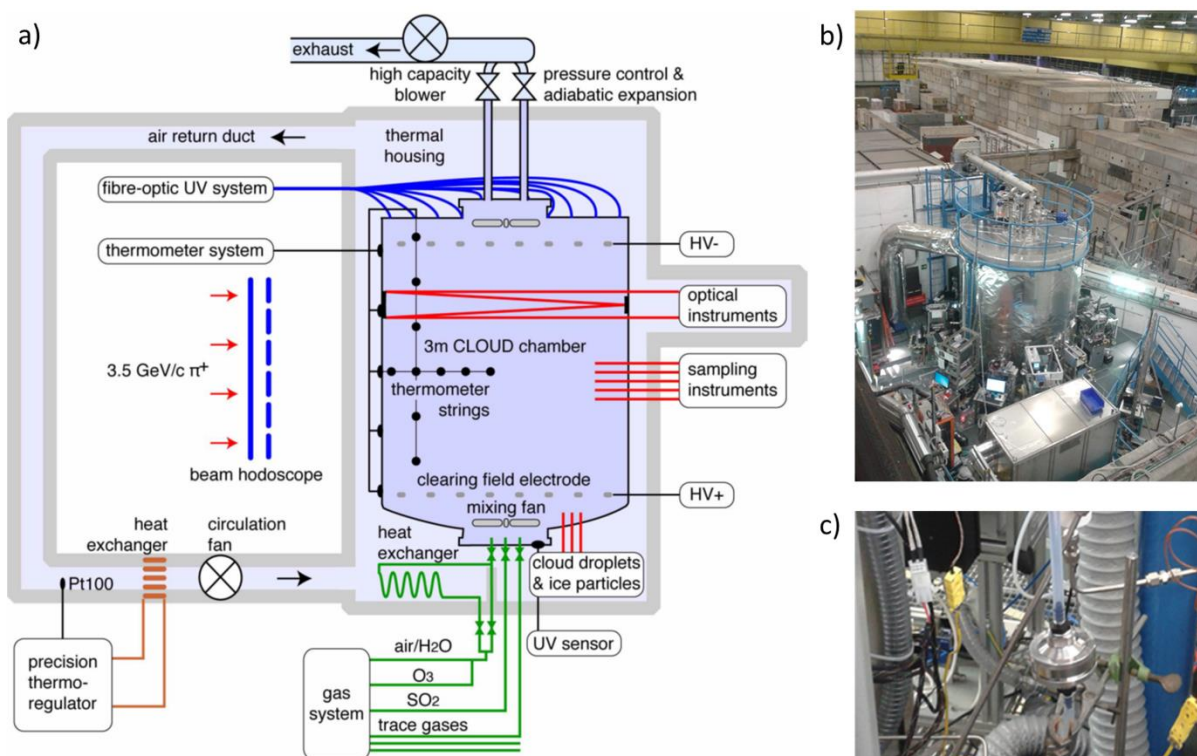 a)
exhaust
high capacity
blower
pressure control &
adiabatic expansion
air return duct
thermal
housing
fibre-optic UV system
thermometer system
HV-
optical
instruments
3m CLOUD chamber
3.5 GeV/c π+
thermometer
strings
sampling
instruments
beam hodoscope
clearing field electrode
HV+
mixing fan
heat
exchanger
circulation
fan
heat
exchanger
cloud droplets
& ice particles
Pt100
UV sensor
precision
thermo-
regulator
gas
system
air/H2O
O3
SO2
trace gases
b)
c)